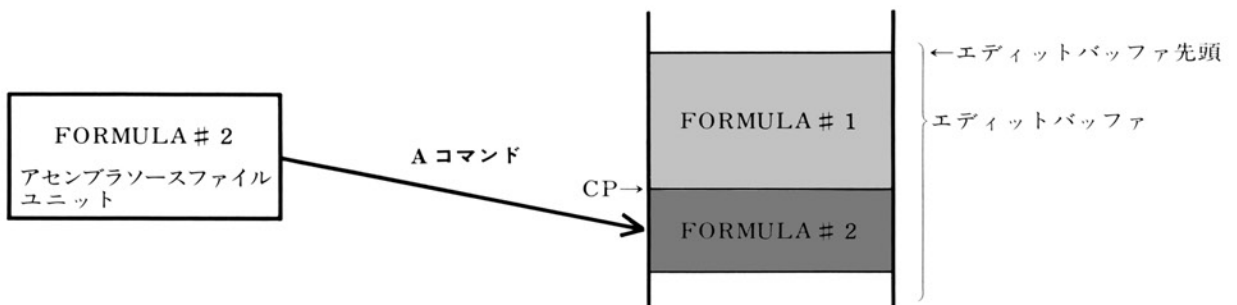 FORMULA＃2
アセンブラソースファイル
ユニット
Aコマンド
CP→
FORMULA＃1
FORMULA＃2
←エディットバッファ先頭
エディットバッファ